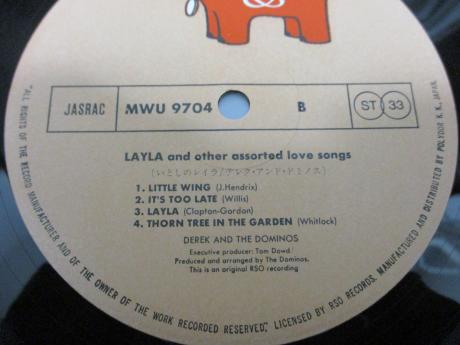 JASRAC
MWU 9704
B
ST 33
LAYLA and other assorted love songs
(いとしのレイラ/デレク・アンド・ドミノス)
1. LITTLE WING (J.Hendrix)
2. IT'S TOO LATE (Willis)
3. LAYLA (Clapton-Gordon)
4. THORN TREE IN THE GARDEN (Whitlock)
DEREK AND THE DOMINOS
Executive producer: Tom Dowd
Produced and arranged by The Dominos.
This is an original RSO recording
"ALL RIGHTS OF THE RECORD MANUFACTURER AND OF THE OWNER OF THE WORK RECORDED RESERVED", LICENSED BY RSO RECORDS, MANUFACTURED AND DISTRIBUTED BY POLYDOR K.K., JAPAN.